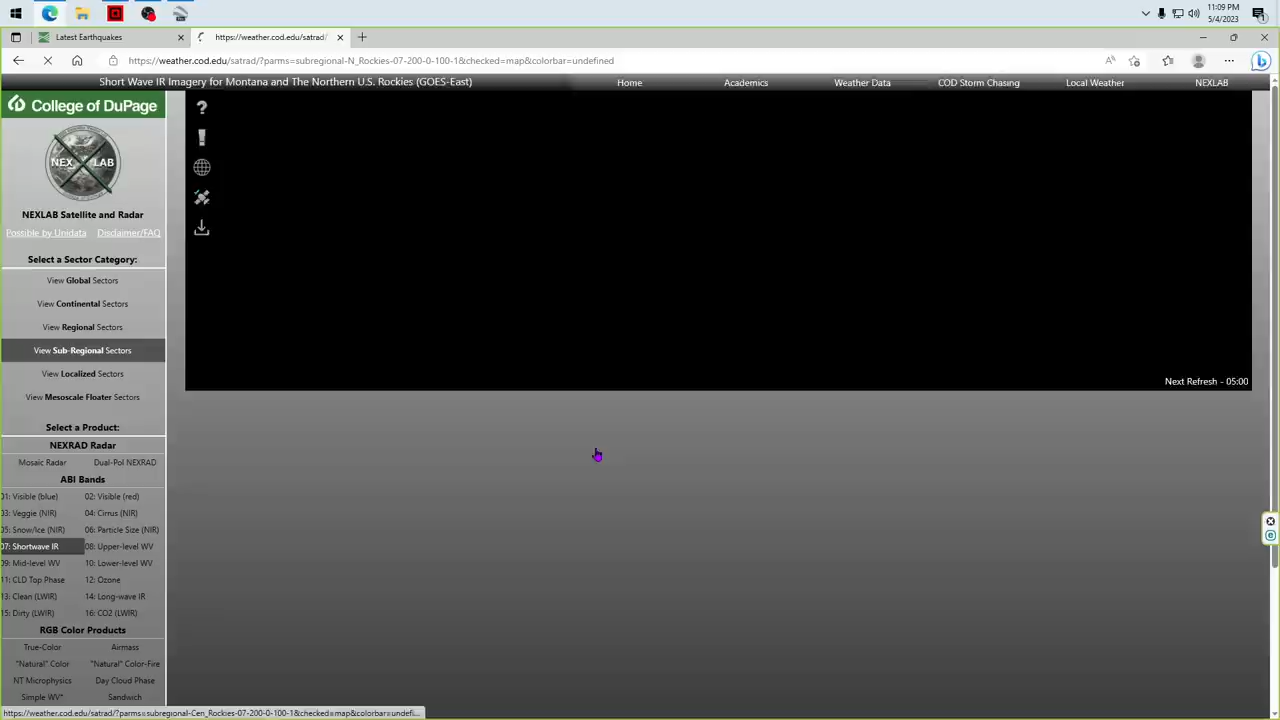 11:09 PM
5/4/2023
1
Latest Earthquakes
https://weather.cod.edu/satrad/
https://weather.cod.edu/satrad/?parms=subregional-N_Rockies-07-200-0-100-1&checked=map&colorbar=undefined
Short Wave IR Imagery for Montana and The Northern U.S. Rockies (GOES-East)
Home Academics Weather Data COD Storm Chasing Local Weather NEXLAB
College of DuPage
NEX LAB
NEXLAB Satellite and Radar
Possible by Unidata Disclaimer/FAQ
Select a Sector Category:
View Global Sectors
View Continental Sectors
View Regional Sectors
View Sub-Regional Sectors
View Localized Sectors
View Mesoscale Floater Sectors
Next Refresh - 05:00
Select a Product:
NEXRAD Radar
Mosaic Radar Dual-Pol NEXRAD
ABI Bands
01: Visible (blue) 02: Visible (red)
03: Veggie (NIR) 04: Cirrus (NIR)
05: Snow/Ice (NIR) 06: Particle Size (NIR)
07: Shortwave IR 08: Upper-level WV
09: Mid-level WV 10: Lower-level WV
11: CLD Top Phase 12: Ozone
13: Clean (LWIR) 14: Long-wave IR
15: Dirty (LWIR) 16: CO2 (LWIR)
RGB Color Products
True-Color Airmass
"Natural" Color "Natural" Color-Fire
NT Microphysics Day Cloud Phase
Simple WV* Sandwich
https://weather.cod.edu/satrad/?parms=subregional-Cen_Rockies-07-200-0-100-1&checked=map&colorbar=undefi...